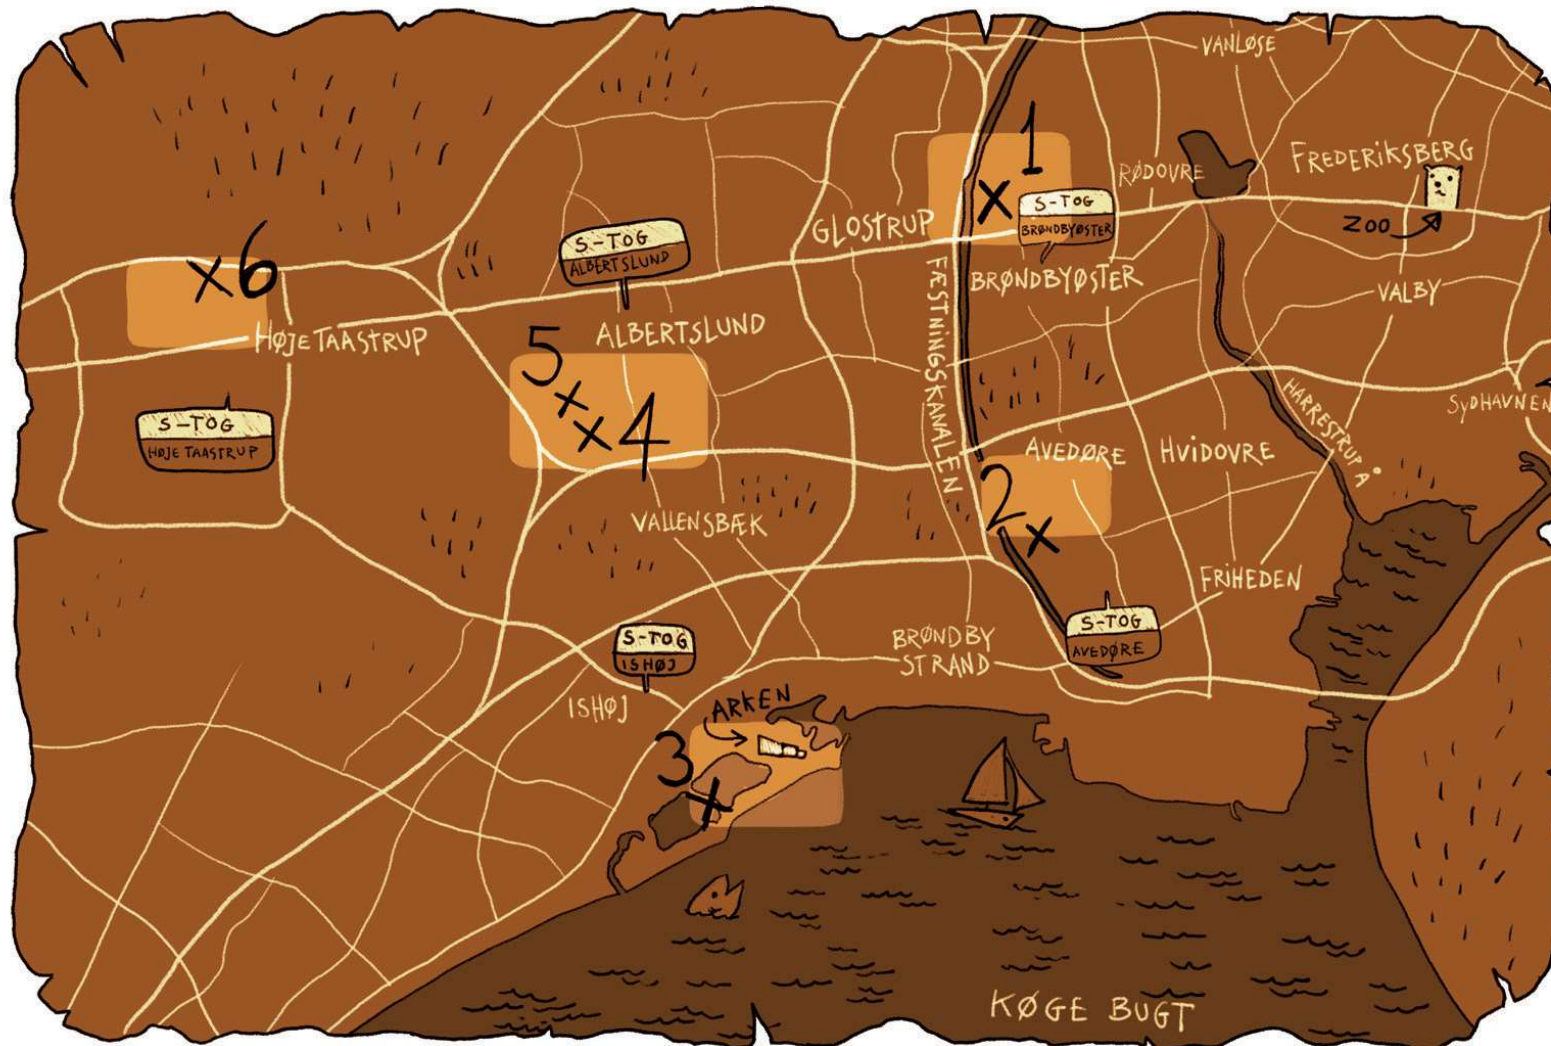 VANLØSE
1
FREDERIKSBERG
RØDOVRE
S-TOG
BRØNDBYØSTER
ZOO
GLOSTRUP
S-TOG
ALBERTSLUND
6
BRØNDBYØSTER
VALBY
HØJE TAASTRUP
ALBERTSLUND
FÆSTNINGSKANALEN
5
4
HARRESTRUP Å
SYDHAVNEN
S-TOG
HØJE TAASTRUP
AVEDØRE
HVIDOVRE
2
VALLENSBÆK
FRIHEDEN
S-TOG
ISHØJ
BRØNDBY
STRAND
S-TOG
AVEDØRE
ISHØJ
ARKEN
3
KØGE BUGT